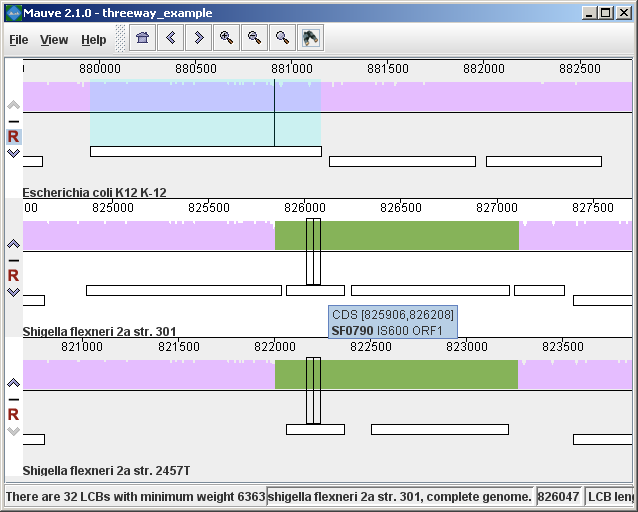 Mauve 2.1.0 - threeway_example
File View Help
880000 880500 881000 881500 882000 882500
R
Escherichia coli K12 K-12
00 825000 825500 826000 826500 827000 827500
R
CDS [825906,826208]
SF0790 IS600 ORF1
Shigella flexneri 2a str. 301
821000 821500 822000 822500 823000 823500
R
Shigella flexneri 2a str. 2457T
There are 32 LCBs with minimum weight 6363 shigella flexneri 2a str. 301, complete genome. 826047 LCB len